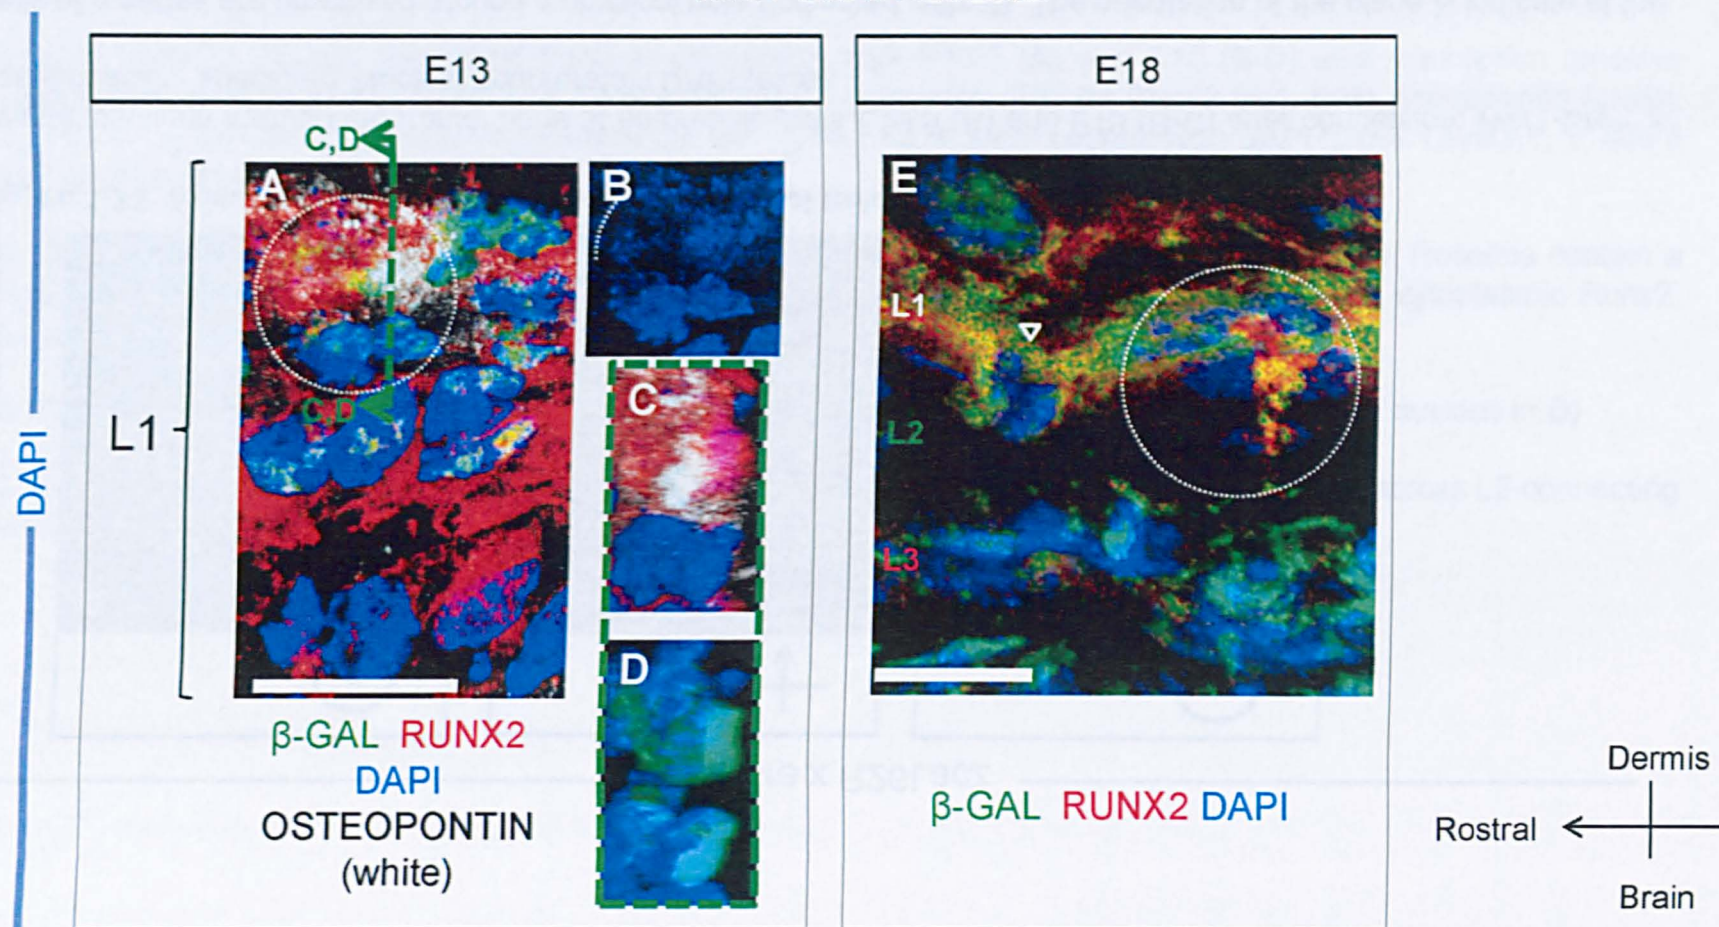 E13
E18
C,D
A
B
E
L1
C,D
C
D
L1
L2
L3
DAPI
β-GAL RUNX2
DAPI
OSTEOPONTIN
(white)
β-GAL RUNX2 DAPI
Dermis
Rostral
Brain